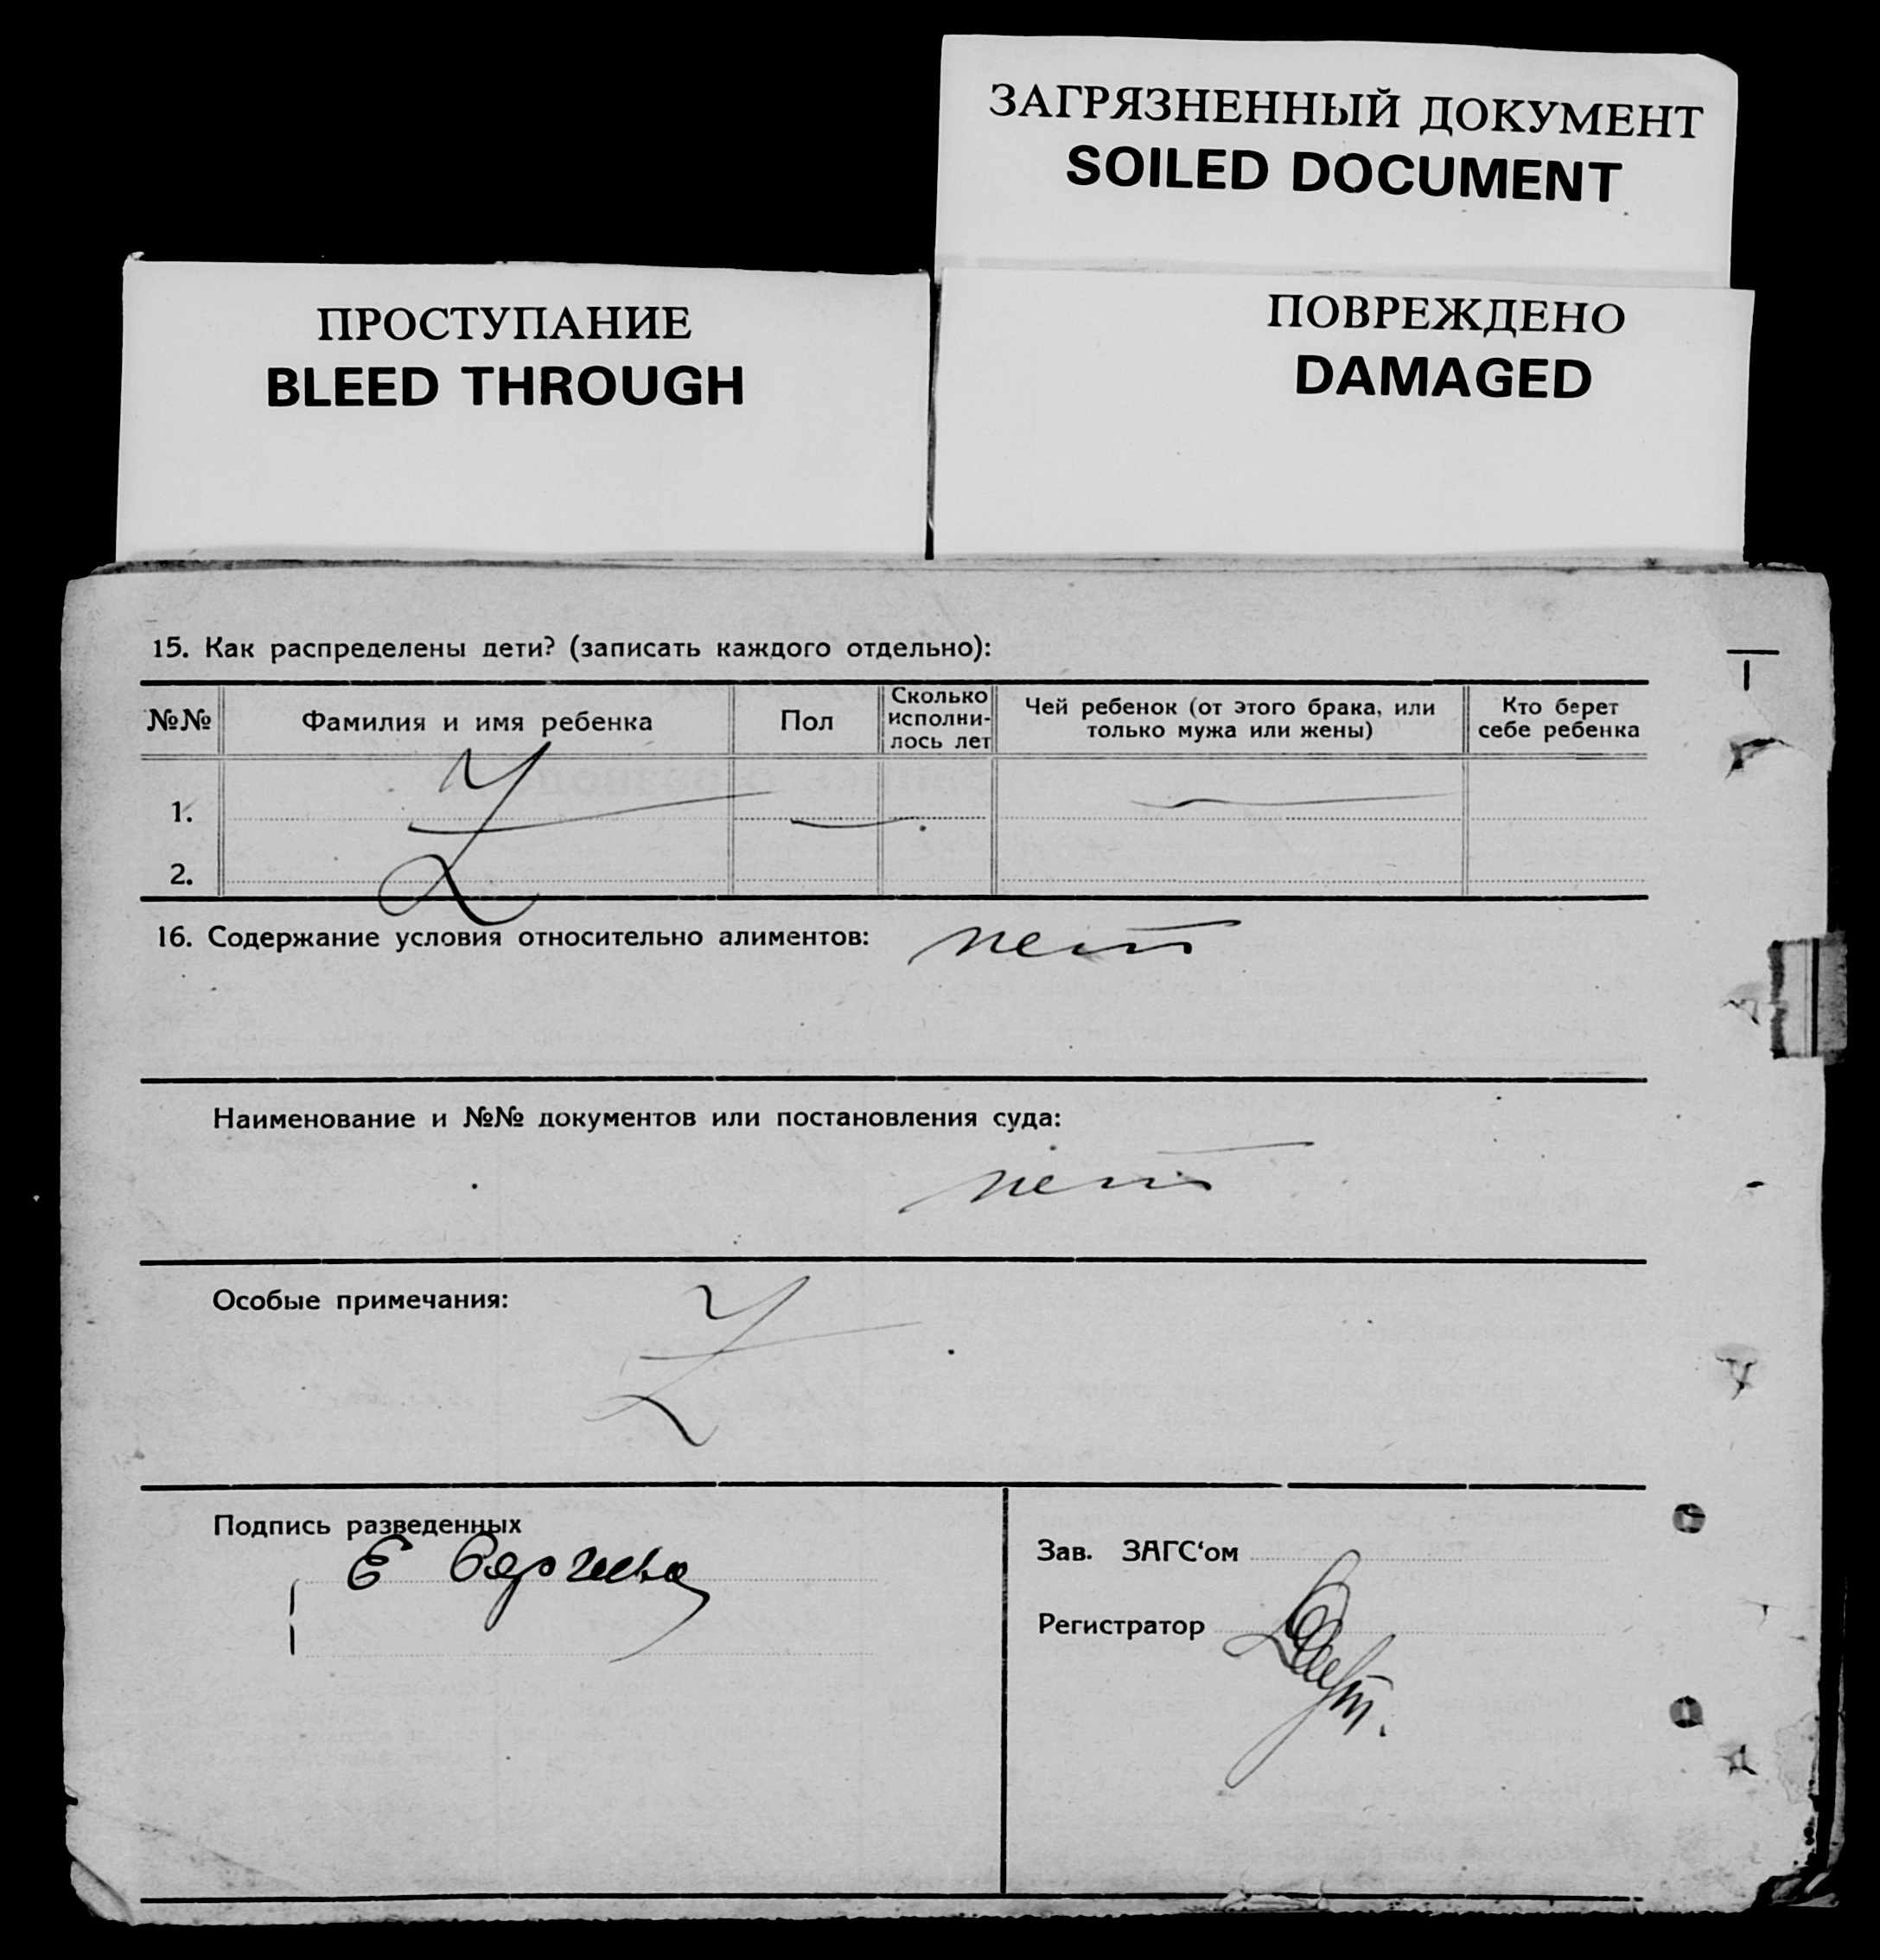 ЗАГРЯЗНЕННЫЙ ДОКУМЕНТ
SOILED DOCUMENT
ПРОСТУПАНИЕ
BLEED THROUGH
ПОВРЕЖДЕНО
DAMAGED
15. Как распределены дети? (записать каждого отдельно):
№№ Фамилия и имя ребенка Пол Сколько исполни-лось лет Чей ребенок (от этого брака, или только мужа или жены) Кто берет себе ребенка
1.
2.
16. Содержание условия относительно алиментов: нет
Наименование и №№ документов или постановления суда:
нет
Особые примечания:
Подпись разведенных
Е Сергеева
Зав. ЗАГС'ом
Регистратор